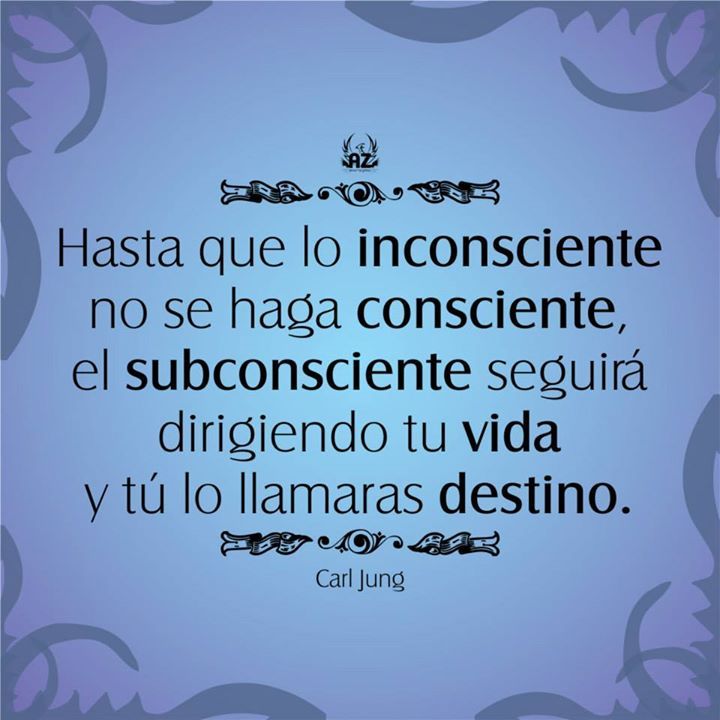 AZ
Hasta que lo inconsciente
no se haga consciente,
el subconsciente seguirá
dirigiendo tu vida
y tú lo llamaras destino.
Carl Jung